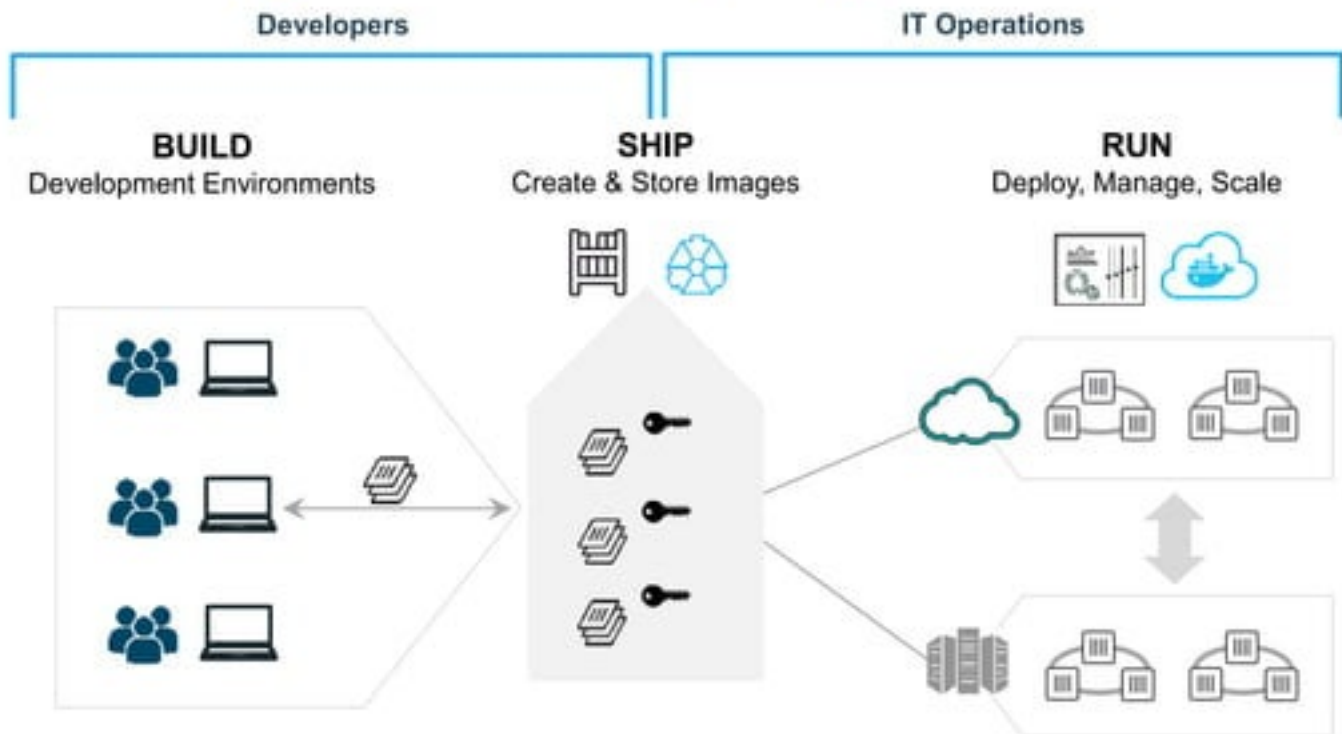 Developers
IT Operations
BUILD
Development Environments
SHIP
Create & Store Images
RUN
Deploy, Manage, Scale